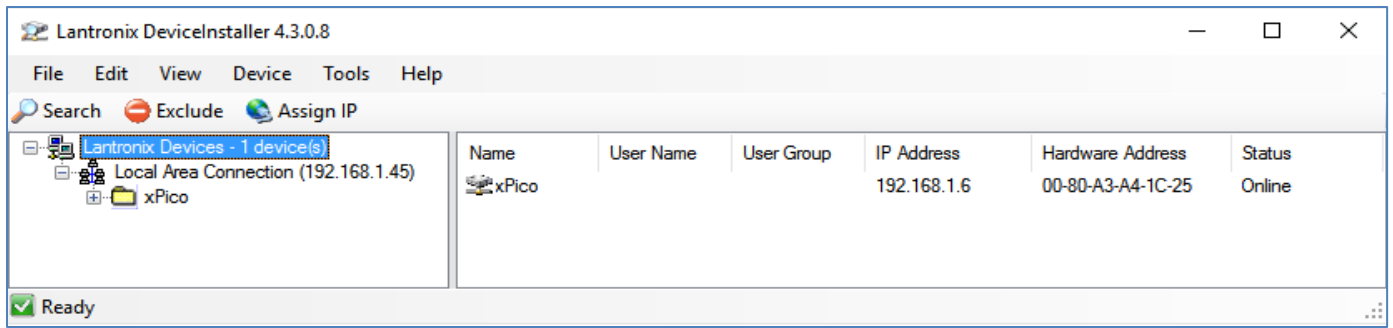 Lantronix DeviceInstaller 4.3.0.8
File Edit View Device Tools Help
Search Exclude Assign IP
Lantronix Devices - 1 device(s)
Local Area Connection (192.168.1.45)
xPico
Name User Name User Group IP Address Hardware Address Status
xPico 192.168.1.6 00-80-A3-A4-1C-25 Online
Ready